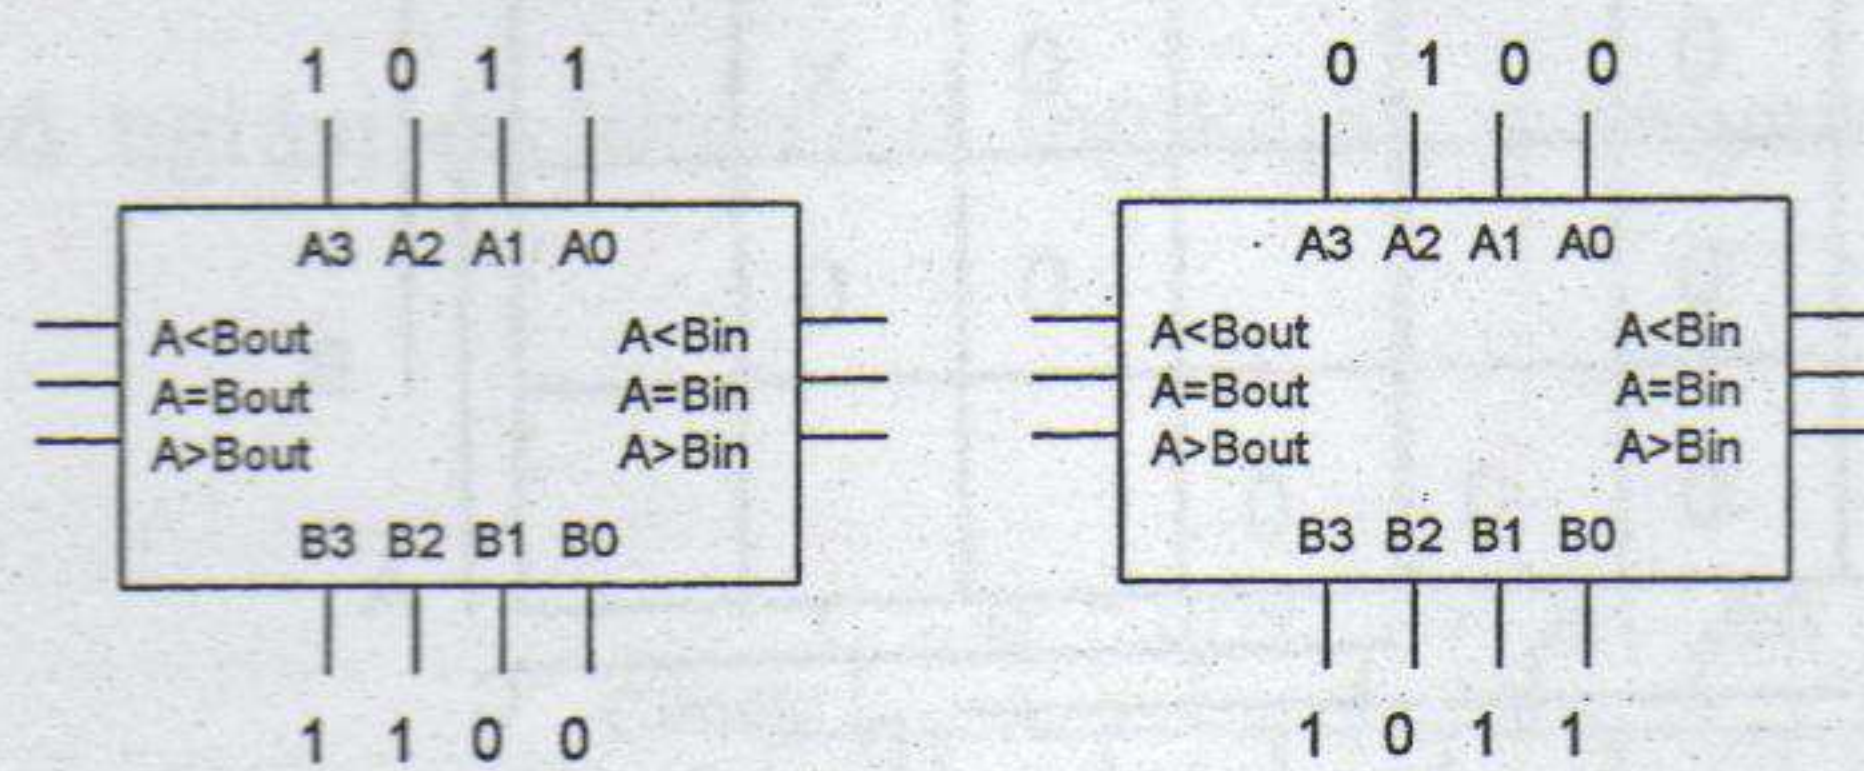 1 0 1 1
A3 A2 A1 A0
A<Bout A<Bin
A=Bout A=Bin
A>Bout A>Bin
B3 B2 B1 B0
1 1 0 0
0 1 0 0
A3 A2 A1 A0
A<Bout A<Bin
A=Bout A=Bin
A>Bout A>Bin
B3 B2 B1 B0
1 0 1 1